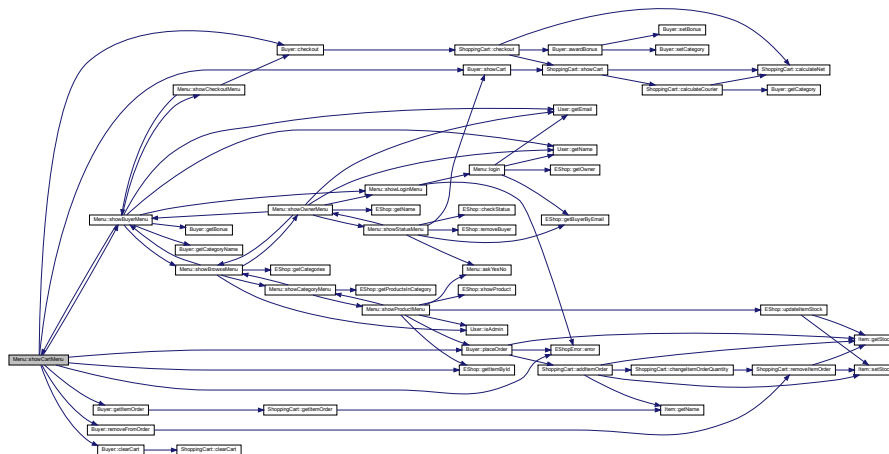 Buyer::setBonus
Buyer::checkout
ShoppingCart::checkout
Buyer::awardBonus
Buyer::setCategory
Buyer::showCart
ShoppingCart::showCart
ShoppingCart::calculateNet
Menu::showCheckoutMenu
ShoppingCart::calculateCourier
Buyer::getCategory
User::getEmail
User::getName
Menu::login
EShop::getOwner
Menu::showLoginMenu
Menu::showOwnerMenu
EShop::getName
EShop::checkStatus
Menu::showBuyerMenu
EShop::getBuyerByEmail
Buyer::getBonus
Menu::showStatusMenu
EShop::removeBuyer
Buyer::getCategoryName
Menu::showBrowseMenu
EShop::getCategories
Menu::askYesNo
Menu::showCategoryMenu
EShop::getProductsInCategory
EShop::showProduct
Menu::showProductMenu
EShop::updateItemStock
User::isAdmin
Item::getStock
Buyer::placeOrder
EShopError::error
Menu::showCartMenu
EShop::getItemById
ShoppingCart::addItemOrder
ShoppingCart::changeItemOrderQuantity
ShoppingCart::removeItemOrder
Item::setStock
Buyer::getItemOrder
ShoppingCart::getItemOrder
Item::getName
Buyer::removeFromOrder
Buyer::clearCart
ShoppingCart::clearCart